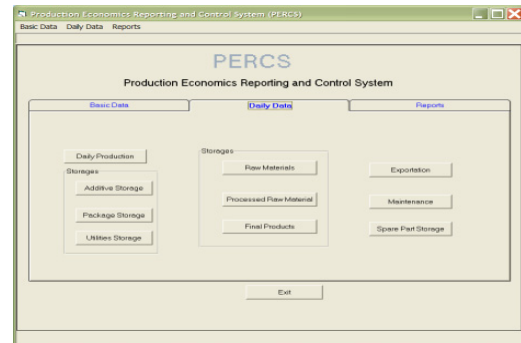 Production Economics Reporting and Control System (PERCS)
Basic Data Daily Data Reports
PERCS
Production Economics Reporting and Control System
Basic Data Daily Data Reports
Daily Production
Storages
Additive Storage
Package Storage
Utilities Storage
Storages
Raw Materials
Processed Raw Material
Final Products
Exportation
Maintenance
Spare Part Storage
Exit